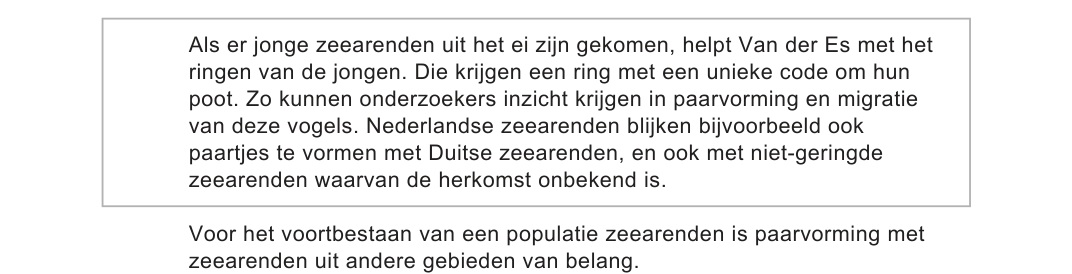 Als er jonge zeearenden uit het ei zijn gekomen, helpt Van der Es met het
ringen van de jongen. Die krijgen een ring met een unieke code om hun
poot. Zo kunnen onderzoekers inzicht krijgen in paarvorming en migratie
van deze vogels. Nederlandse zeearenden blijken bijvoorbeeld ook
paartjes te vormen met Duitse zeearenden, en ook met niet-geringde
zeearenden waarvan de herkomst onbekend is.
Voor het voortbestaan van een populatie zeearenden is paarvorming met
zeearenden uit andere gebieden van belang.